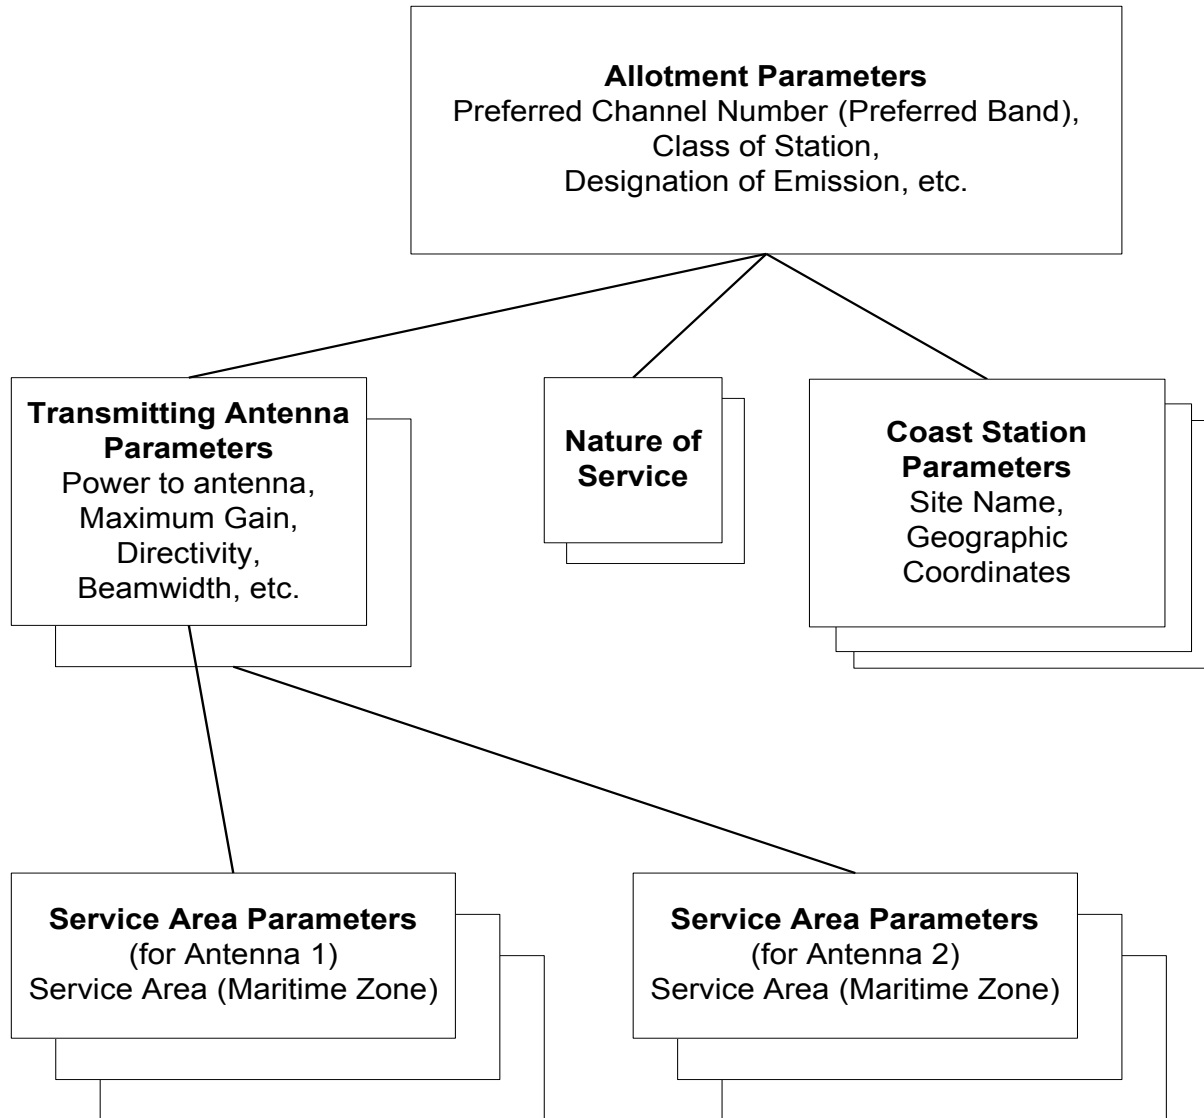 Allotment Parameters
Preferred Channel Number (Preferred Band),
Class of Station,
Designation of Emission, etc.
Transmitting Antenna
Parameters
Power to antenna,
Maximum Gain,
Directivity,
Beamwidth, etc.
Nature of
Service
Coast Station
Parameters
Site Name,
Geographic
Coordinates
Service Area Parameters
(for Antenna 1)
Service Area (Maritime Zone)
Service Area Parameters
(for Antenna 2)
Service Area (Maritime Zone)